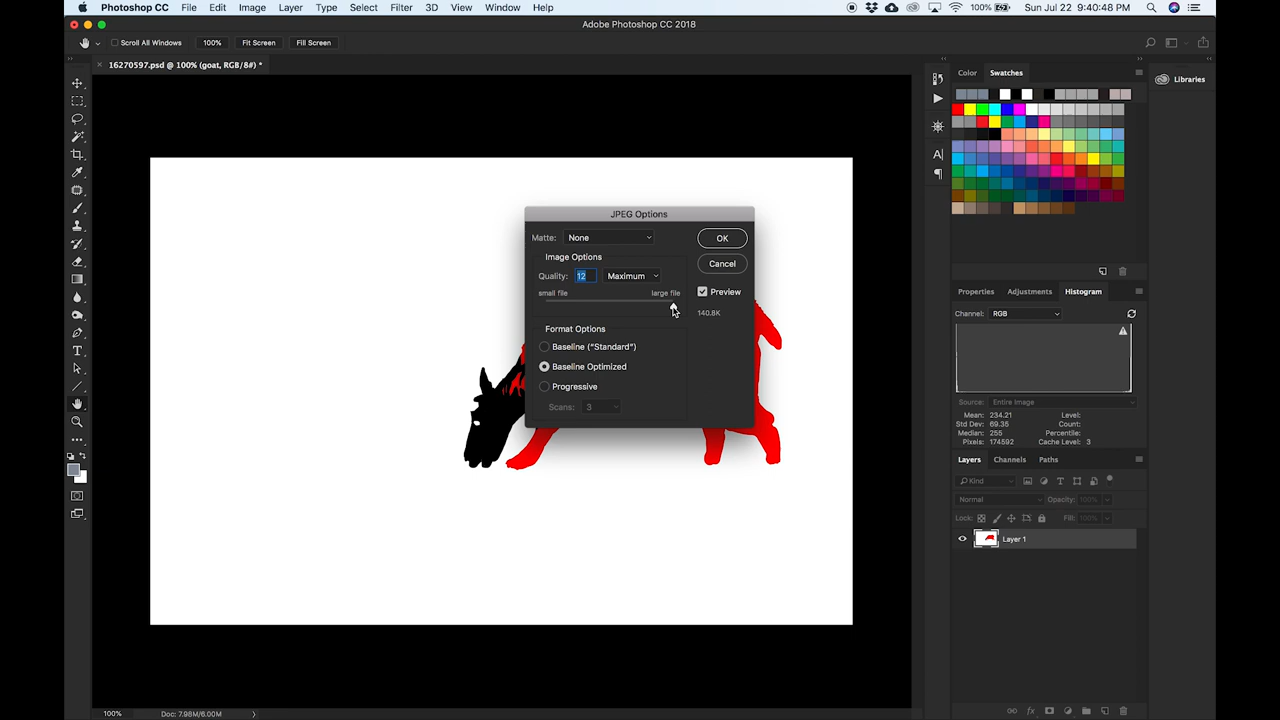 Photoshop CC File Edit Image Layer Type Select Filter 3D View Window Help 100% Sun Jul 22 9:40:48 PM
Adobe Photoshop CC 2018
Scroll All Windows 100% Fit Screen Fill Screen
16270597.psd @ 100% (goat, RGB/8#) *
Color Swatches
Libraries
JPEG Options
Matte: None OK
Image Options
Cancel
Quality: 12 Maximum
small file large file
Preview
140.8K
Format Options
Baseline ("Standard")
Baseline Optimized
Progressive
Scans: 3
Properties Adjustments Histogram
Channel: RGB
Source: Entire Image
Mean: 234.21 Level:
Std Dev: 69.35 Count:
Median: 255 Percentile:
Pixels: 174592 Cache Level: 3
Layers Channels Paths
Kind
Normal Opacity: 100%
Lock: Fill: 100%
Layer 1
100% Doc: 7.98M/6.00M